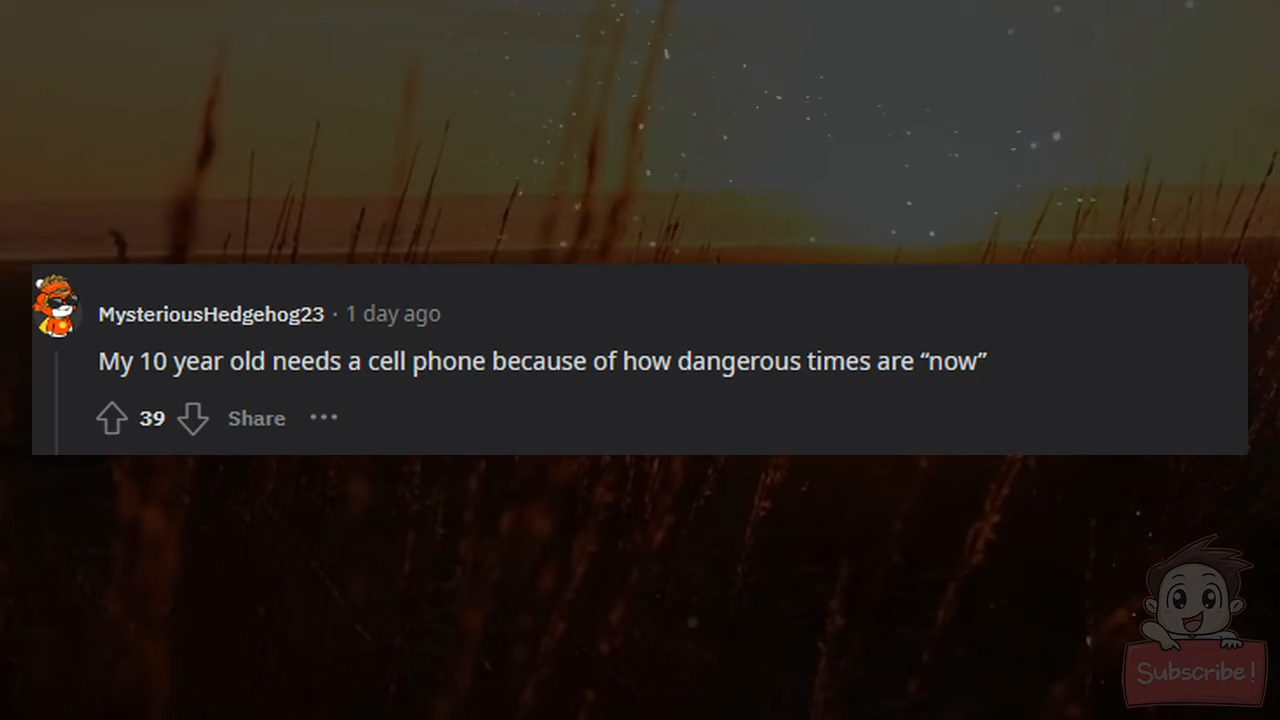 MysteriousHedgehog23 · 1 day ago
My 10 year old needs a cell phone because of how dangerous times are “now”
39 Share ···
Subscribe!